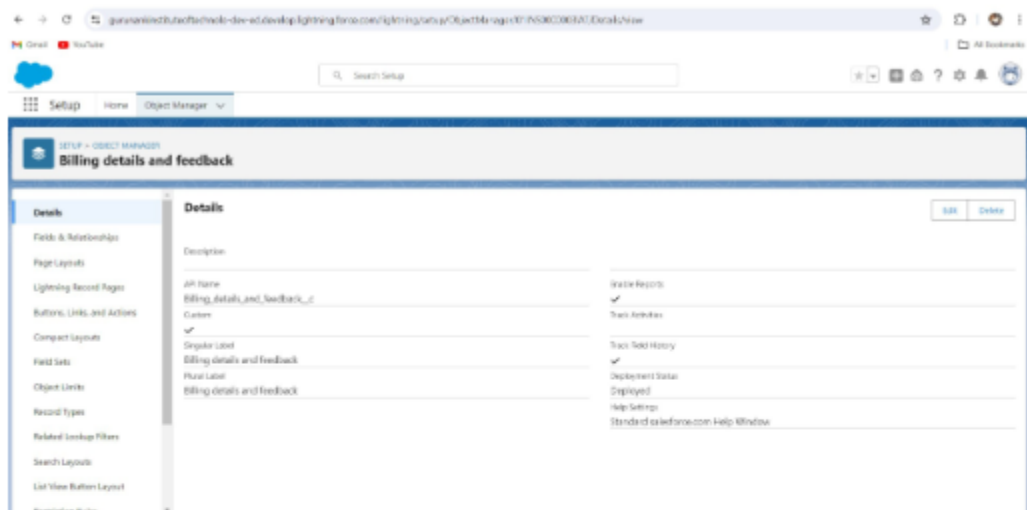 Gmail YouTube All Bookmarks
Search Setup
Setup Home Object Manager
SETUP > OBJECT MANAGER
Billing details and feedback
Details
Fields & Relationships
Page Layouts
Lightning Record Pages
Buttons, Links, and Actions
Compact Layouts
Field Sets
Object Limits
Record Types
Related Lookup Filters
Search Layouts
List View Button Layout
Details
Edit Delete
Description
API Name
Billing_details_and_feedback__c
Custom
Singular Label
Billing details and feedback
Plural Label
Billing details and feedback
Enable Reports
Track Activities
Track Field History
Deployment Status
Deployed
Help Settings
Standard salesforce.com Help Window